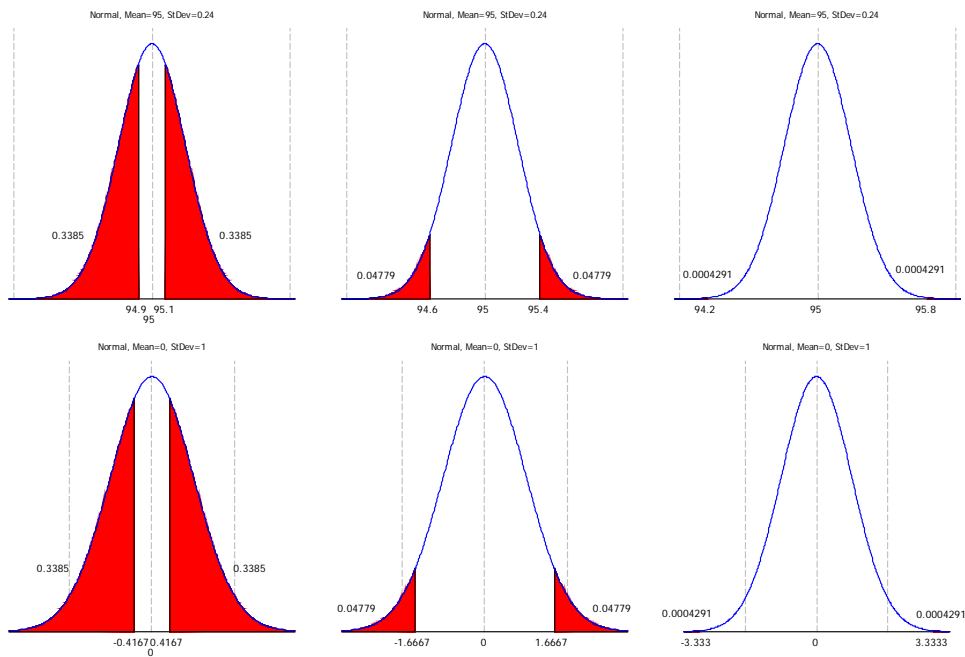 Normal, Mean=95, StDev=0.24
0.3385
0.3385
94.9 95.1
95
Normal, Mean=95, StDev=0.24
0.04779
0.04779
94.6 95 95.4
Normal, Mean=95, StDev=0.24
0.0004291
0.0004291
94.2 95 95.8
Normal, Mean=0, StDev=1
0.3385
0.3385
-0.4167 0.4167
0
Normal, Mean=0, StDev=1
0.04779
0.04779
-1.6667 0 1.6667
Normal, Mean=0, StDev=1
0.0004291
0.0004291
-3.333 0 3.3333